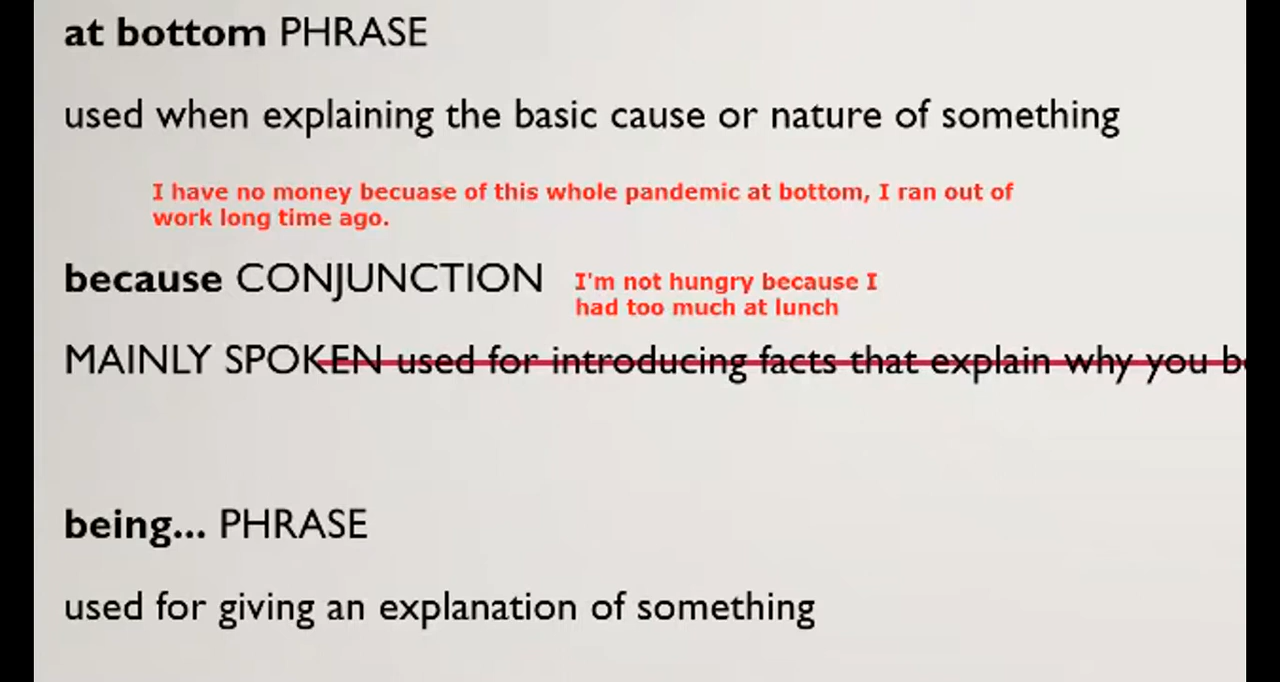 at bottom PHRASE
used when explaining the basic cause or nature of something
I have no money becuase of this whole pandemic at bottom, I ran out of
work long time ago.
because CONJUNCTION
I'm not hungry because I
had too much at lunch
MAINLY SPOKEN used for introducing facts that explain why you
being... PHRASE
used for giving an explanation of something